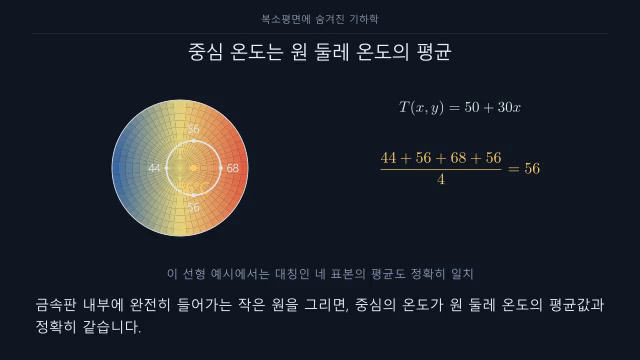 복소평면에 숨겨진 기하학
중심 온도는 원 둘레 온도의 평균
T(x, y) = 50 + 30x
56
44
68
56°C
56
44 + 56 + 68 + 56
4
= 56
이 선형 예시에서는 대칭인 네 표본의 평균도 정확히 일치
금속판 내부에 완전히 들어가는 작은 원을 그리면, 중심의 온도가 원 둘레 온도의 평균값과
정확히 같습니다.